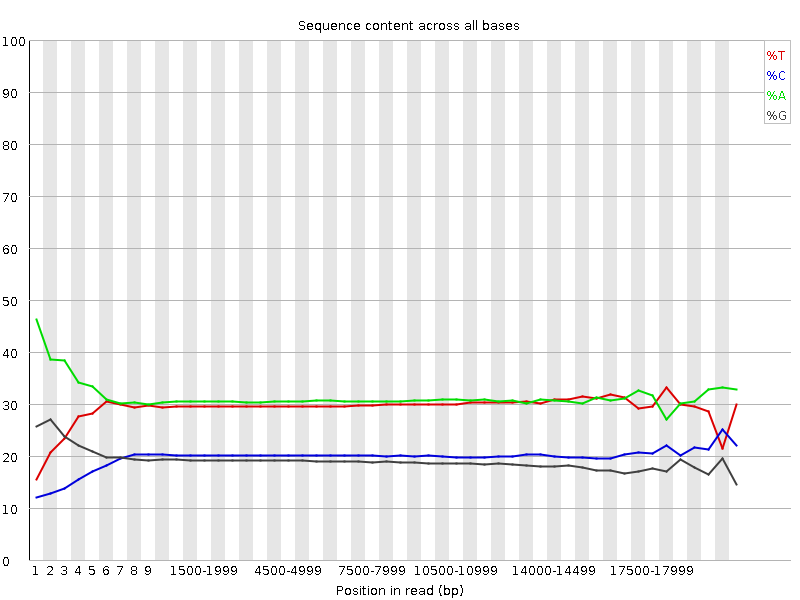 Sequence content across all bases
100
90
80
70
60
50
40
30
20
10
0
%T
%C
%A
%G
1 2 3 4 5 6 7 8 9 1500-1999 4500-4999 7500-7999 10500-10999 14000-14499 17500-17999
Position in read (bp)